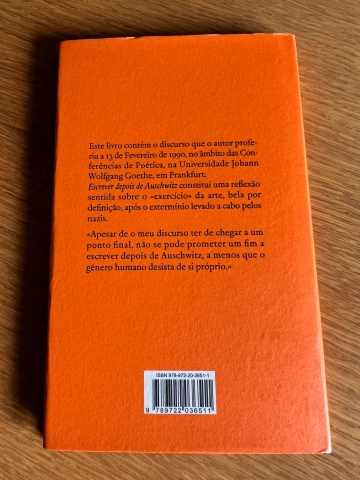 Este livro contém o discurso que o autor profe-
riu a 13 de Fevereiro de 1990, no âmbito das Con-
ferências de Poética, na Universidade Johann
Wolfgang Goethe, em Frankfurt.
Escrever depois de Auschwitz constitui uma reflexão
sentida sobre o «exercício» da arte, bela por
definição, após o extermínio levado a cabo pelos
nazis.
«Apesar de o meu discurso ter de chegar a um
ponto final, não se pode prometer um fim a
escrever depois de Auschwitz, a menos que o
género humano desista de si próprio.»
ISBN 978-972-20-3651-1
9 789722 036511